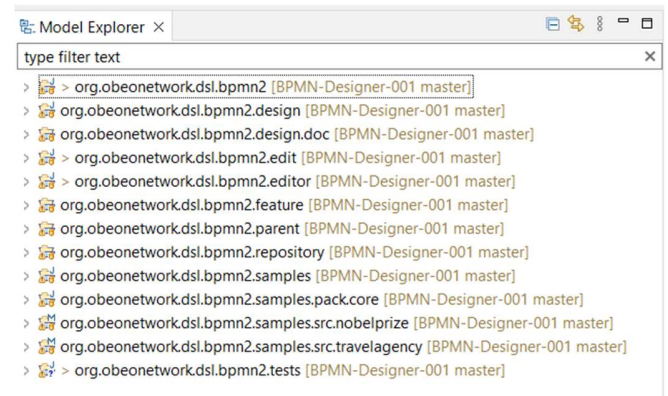 Model Explorer
type filter text
> org.obeonetwork.dsl.bpmn2 [BPMN-Designer-001 master]
org.obeonetwork.dsl.bpmn2.design [BPMN-Designer-001 master]
org.obeonetwork.dsl.bpmn2.design.doc [BPMN-Designer-001 master]
> org.obeonetwork.dsl.bpmn2.edit [BPMN-Designer-001 master]
> org.obeonetwork.dsl.bpmn2.editor [BPMN-Designer-001 master]
org.obeonetwork.dsl.bpmn2.feature [BPMN-Designer-001 master]
org.obeonetwork.dsl.bpmn2.parent [BPMN-Designer-001 master]
org.obeonetwork.dsl.bpmn2.repository [BPMN-Designer-001 master]
org.obeonetwork.dsl.bpmn2.samples [BPMN-Designer-001 master]
org.obeonetwork.dsl.bpmn2.samples.pack.core [BPMN-Designer-001 master]
org.obeonetwork.dsl.bpmn2.samples.src.nobelprize [BPMN-Designer-001 master]
org.obeonetwork.dsl.bpmn2.samples.src.travelagency [BPMN-Designer-001 master]
> org.obeonetwork.dsl.bpmn2.tests [BPMN-Designer-001 master]